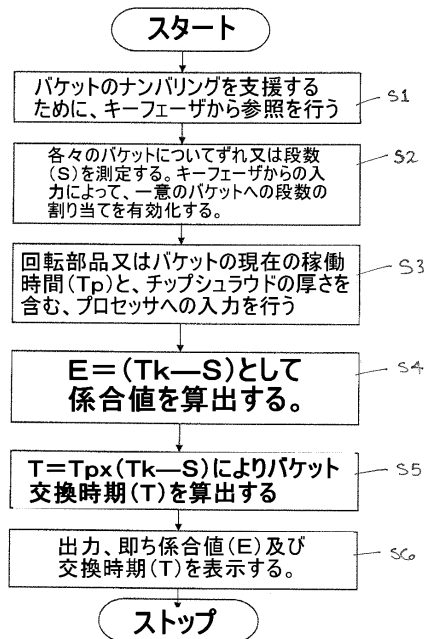 スタート
バケットのナンバリングを支援する
ために、キーフェーザから参照を行う
S1
各々のバケットについてずれ又は段数
(S)を測定する。キーフェーザからの入
力によって、一意のバケットへの段数の
割り当てを有効化する。
S2
回転部品又はバケットの現在の稼働
時間(Tp)と、チップシュラウドの厚さを
含む、プロセッサへの入力を行う
S3
E=(Tk—S)として
係合値を算出する。
S4
T=Tpx(Tk—S)によりバケット
交換時期(T)を算出する
S5
出力、即ち係合値(E)及び
交換時期(T)を表示する。
S6
ストップ